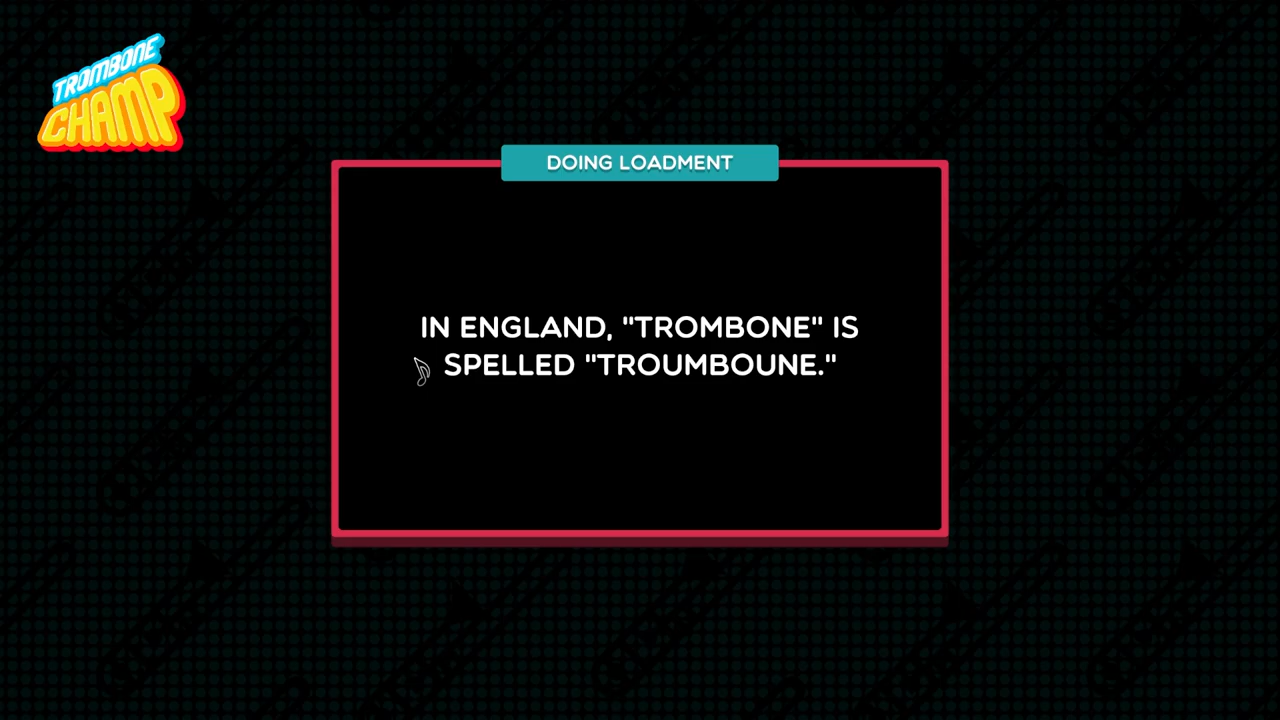 TROMBONE
CHAMP
DOING LOADMENT
IN ENGLAND, "TROMBONE" IS
SPELLED "TROUMBOUNE."